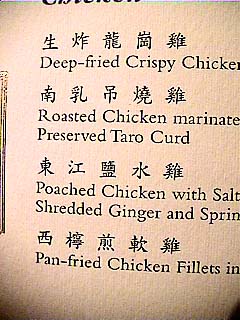 Chicken
生炸龍崗雞
Deep-fried Crispy Chicken
南乳吊燒雞
Roasted Chicken marinate
Preserved Taro Curd
東江鹽水雞
Poached Chicken with Salt
Shredded Ginger and Sprin
西檸煎軟雞
Pan-fried Chicken Fillets in